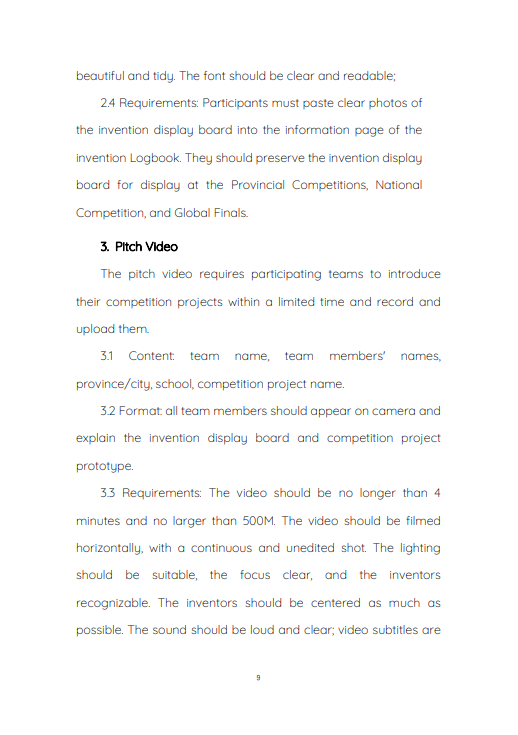 beautiful and tidy. The font should be clear and readable;
2.4 Requirements: Participants must paste clear photos of
the invention display board into the information page of the
invention Logbook. They should preserve the invention display
board for display at the Provincial Competitions, National
Competition, and Global Finals.
3. Pitch Video
The pitch video requires participating teams to introduce
their competition projects within a limited time and record and
upload them.
3.1 Content: team name, team members' names,
province/city, school, competition project name.
3.2 Format: all team members should appear on camera and
explain the invention display board and competition project
prototype.
3.3 Requirements: The video should be no longer than 4
minutes and no larger than 500M. The video should be filmed
horizontally, with a continuous and unedited shot. The lighting
should be suitable, the focus clear, and the inventors
recognizable. The inventors should be centered as much as
possible. The sound should be loud and clear; video subtitles are
9